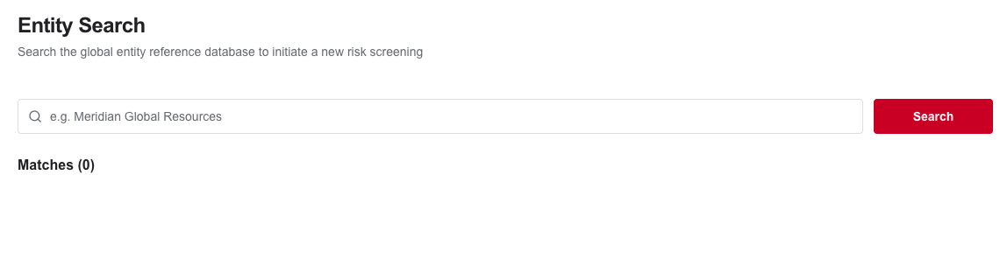 Entity Search
Search the global entity reference database to initiate a new risk screening
e.g. Meridian Global Resources
Search
Matches (0)